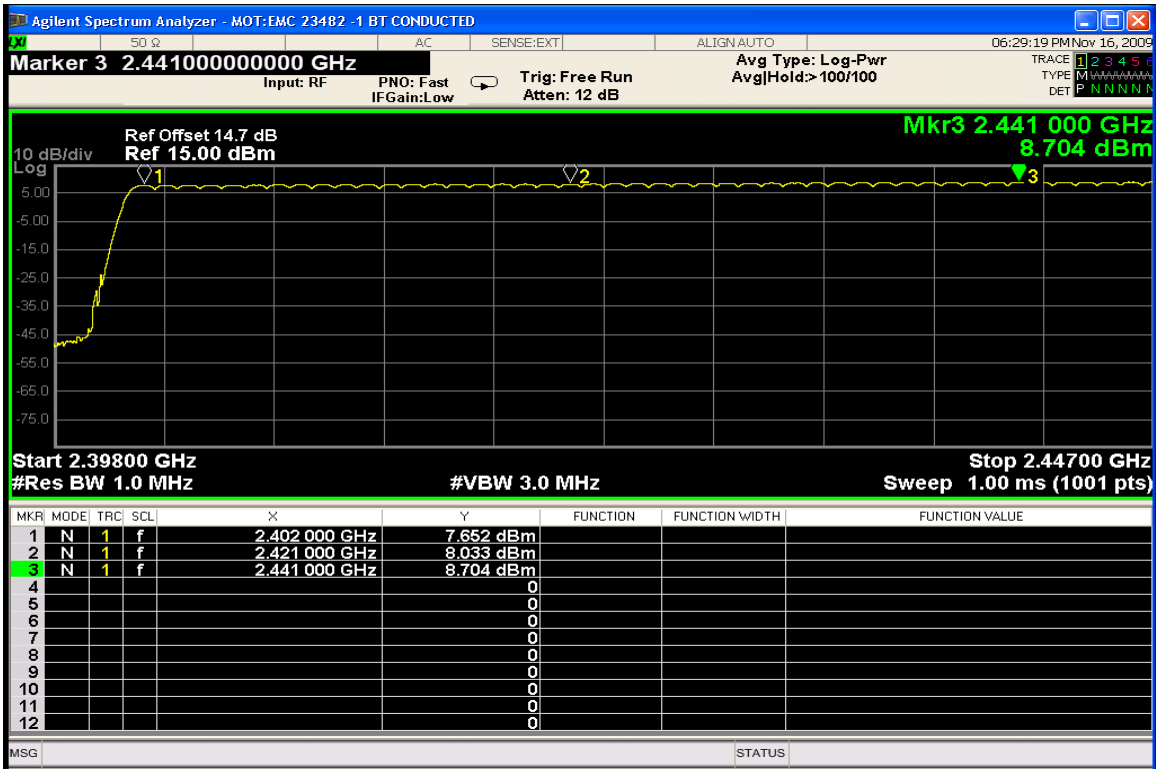 Agilent Spectrum Analyzer - MOT:EMC 23482 -1 BT CONDUCTED
LXI 50 Ω AC SENSE:EXT ALIGN AUTO 06:29:19 PM Nov 16, 2009
Marker 3 2.441000000000 GHz
Input: RF PNO: Fast Trig: Free Run Avg Type: Log-Pwr TRACE 1 2 3 4 5 6
IFGain:Low Atten: 12 dB Avg|Hold:>100/100 TYPE M
DET P N N N N N
Mkr3 2.441 000 GHz
8.704 dBm
Ref Offset 14.7 dB
10 dB/div Ref 15.00 dBm
Log
1 2 3
5.00
-5.00
-15.0
-25.0
-35.0
-45.0
-55.0
-65.0
-75.0
Start 2.39800 GHz Stop 2.44700 GHz
#Res BW 1.0 MHz #VBW 3.0 MHz Sweep 1.00 ms (1001 pts)
MKR MODE TRC SCL X Y FUNCTION FUNCTION WIDTH FUNCTION VALUE
1 N 1 f 2.402 000 GHz 7.652 dBm
2 N 1 f 2.421 000 GHz 8.033 dBm
3 N 1 f 2.441 000 GHz 8.704 dBm
4 0
5 0
6 0
7 0
8 0
9 0
10 0
11 0
12 0
MSG STATUS